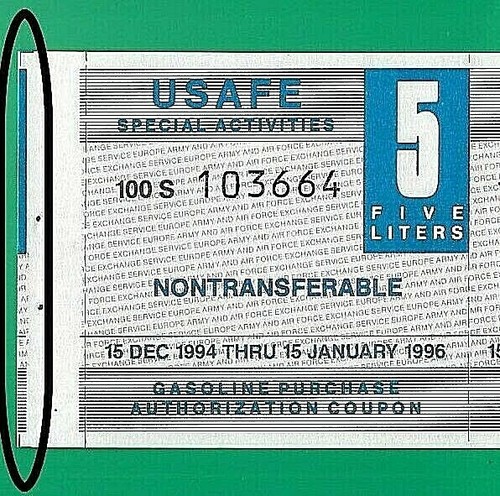 USAFE
SPECIAL ACTIVITIES
5
FIVE
LITERS
100 S 103664
NONTRANSFERABLE
15 DEC 1994 THRU 15 JANUARY 1996
15
GASOLINE PURCHASE
AUTHORIZATION COUPON